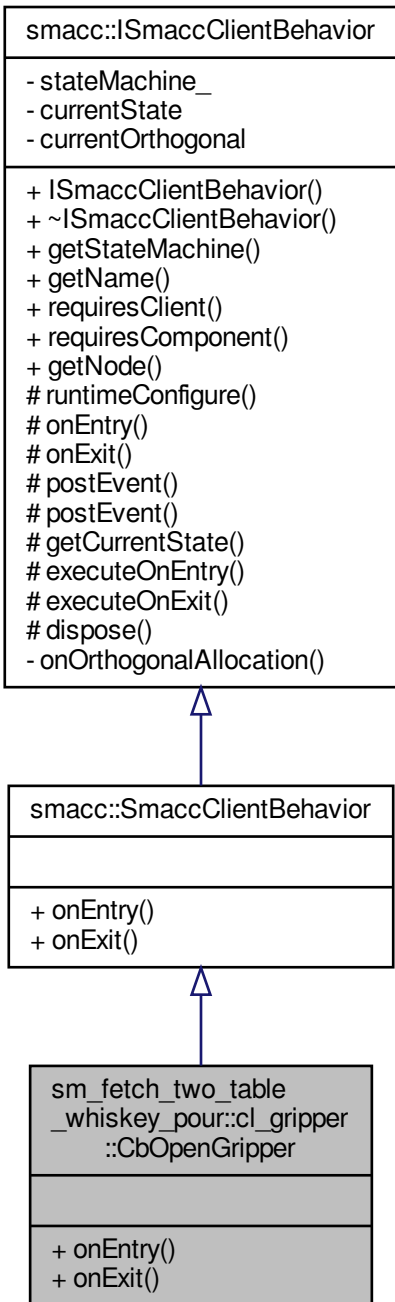 smacc::ISmaccClientBehavior
- stateMachine_
- currentState
- currentOrthogonal
+ ISmaccClientBehavior()
+ ~ISmaccClientBehavior()
+ getStateMachine()
+ getName()
+ requiresClient()
+ requiresComponent()
+ getNode()
# runtimeConfigure()
# onEntry()
# onExit()
# postEvent()
# postEvent()
# getCurrentState()
# executeOnEntry()
# executeOnExit()
# dispose()
- onOrthogonalAllocation()
smacc::SmaccClientBehavior
+ onEntry()
+ onExit()
sm_fetch_two_table
_whiskey_pour::cl_gripper
::CbOpenGripper
+ onEntry()
+ onExit()